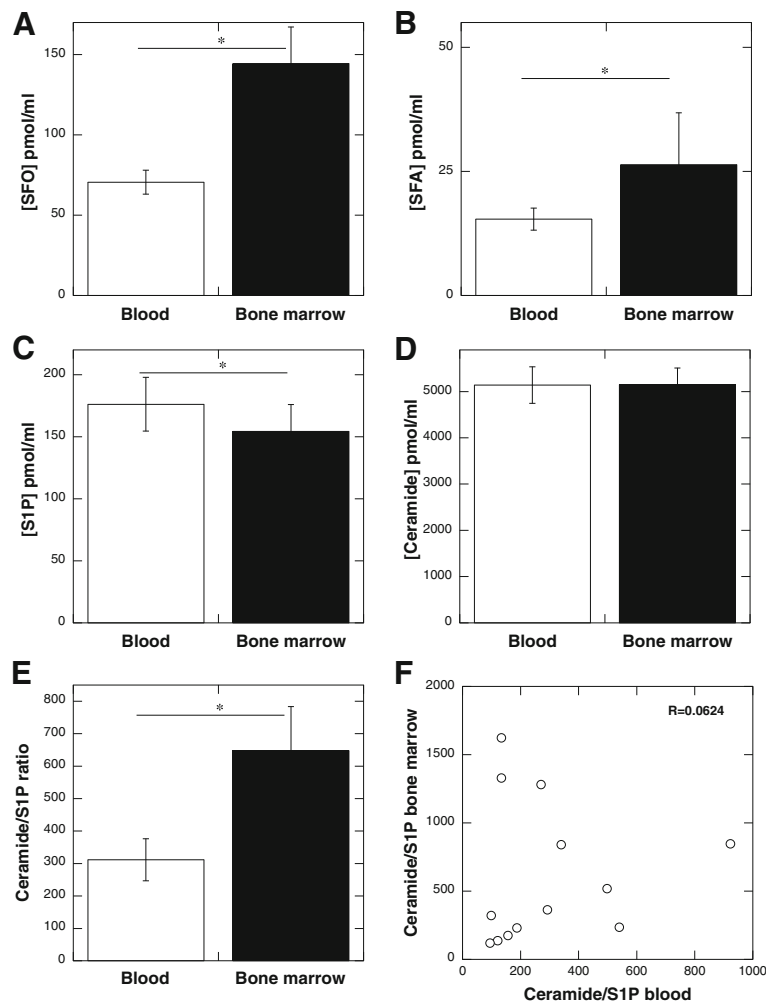 A
[SFO] pmol/ml
150
100
50
0
*
Blood
Bone marrow
B
[SFA] pmol/ml
50
25
0
*
Blood
Bone marrow
C
[S1P] pmol/ml
200
150
100
50
0
*
Blood
Bone marrow
D
[Ceramide] pmol/ml
5000
4000
3000
2000
1000
0
Blood
Bone marrow
E
Ceramide/S1P ratio
800
700
600
500
400
300
200
100
0
*
Blood
Bone marrow
F
Ceramide/S1P bone marrow
2000
1500
1000
500
0
R=0.0624
0 200 400 600 800 1000
Ceramide/S1P blood